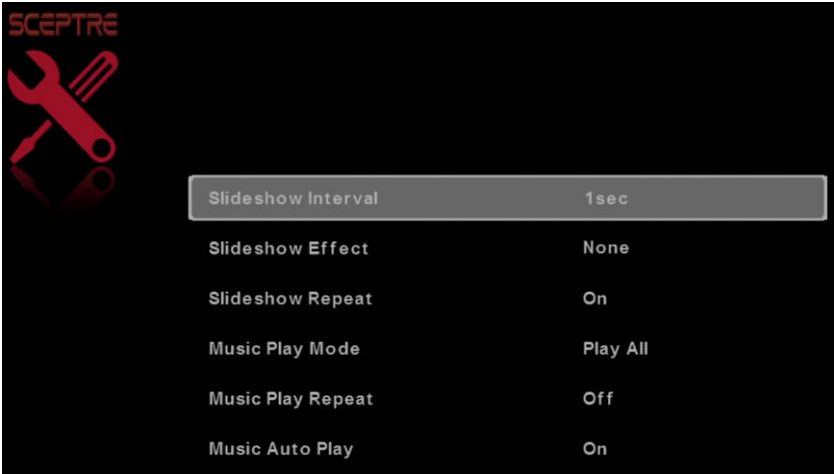 SCEPTRE
Slideshow Interval 1sec
Slideshow Effect None
Slideshow Repeat On
Music Play Mode Play All
Music Play Repeat Off
Music Auto Play On